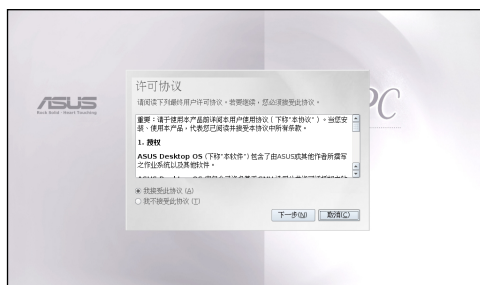 ASUS
Rock Solid · Heart Touching
PC
许可协议
请阅读下列最终用户许可协议。若要继续，您必须接受此协议。
重要：请于使用本产品前详阅本用户使用协议（下称“本协议”）。当您安
装、使用本产品，代表您已阅读并接受本协议中所有条款。
1. 授权
ASUS Desktop OS (下称“本软件”) 包含了由ASUS或其他作者所撰写
之作业系统以及其他软件。
我接受此协议 (A)
我不接受此协议 (I)
下一步(N)
取消(C)